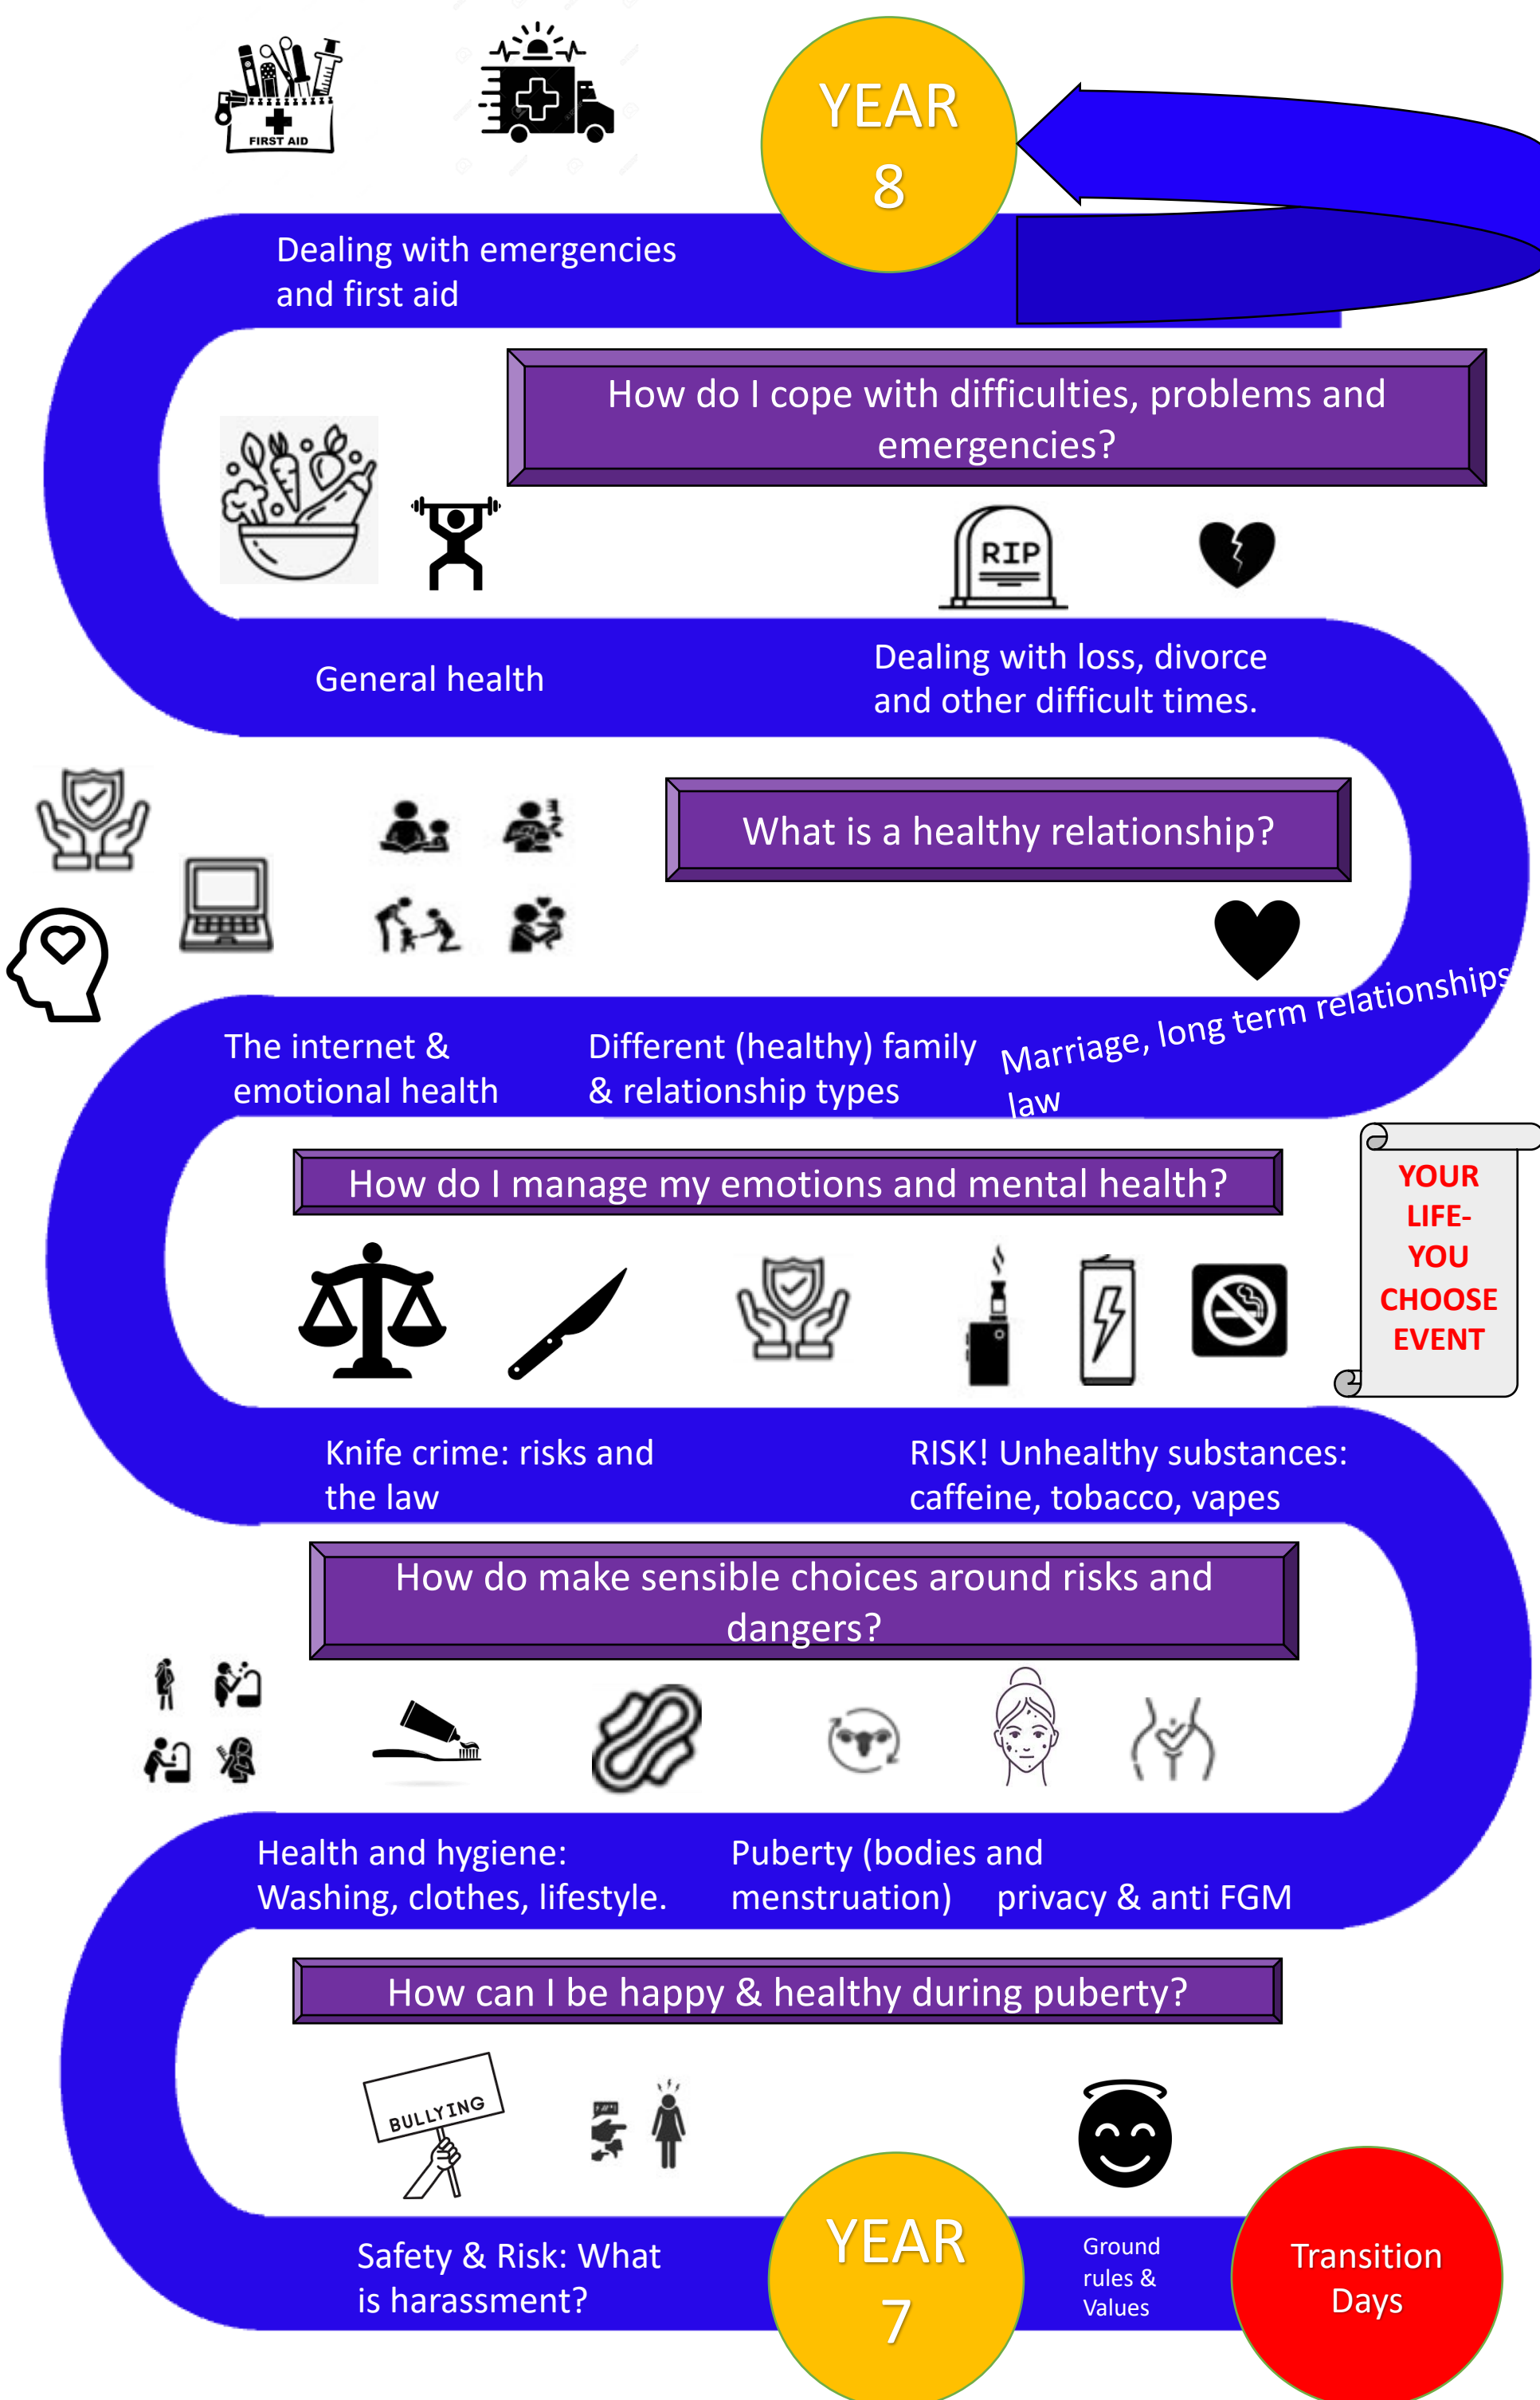 FIRST AID
YEAR
8
Dealing with emergencies
and first aid
How do I cope with difficulties, problems and
emergencies?
RIP
General health
Dealing with loss, divorce
and other difficult times.
What is a healthy relationship?
The internet &
emotional health
Different (healthy) family
& relationship types
Marriage, long term relationships
law
How do I manage my emotions and mental health?
YOUR
LIFE-
YOU
CHOOSE
EVENT
Knife crime: risks and
the law
RISK! Unhealthy substances:
caffeine, tobacco, vapes
How do make sensible choices around risks and
dangers?
Health and hygiene:
Washing, clothes, lifestyle.
Puberty (bodies and
menstruation)
privacy & anti FGM
How can I be happy & healthy during puberty?
BULLYING
Safety & Risk: What
is harassment?
YEAR
7
Ground
rules &
Values
Transition
Days